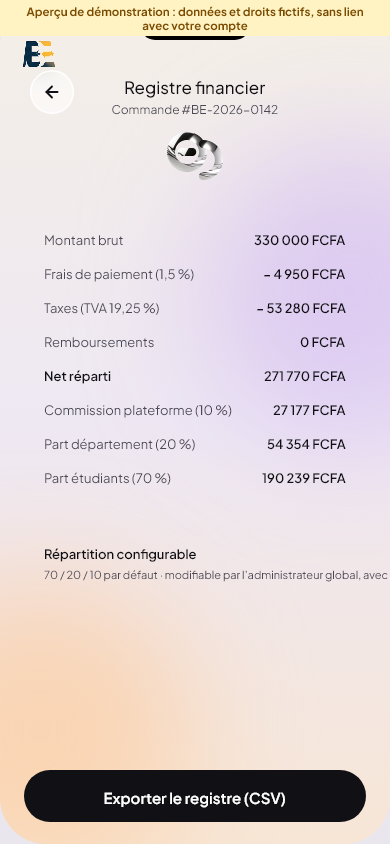 Aperçu de démonstration : données et droits fictifs, sans lien
avec votre compte
BE
Registre financier
Commande #BE-2026-0142
Montant brut 330 000 FCFA
Frais de paiement (1,5 %) – 4 950 FCFA
Taxes (TVA 19,25 %) – 53 280 FCFA
Remboursements 0 FCFA
Net réparti 271 770 FCFA
Commission plateforme (10 %) 27 177 FCFA
Part département (20 %) 54 354 FCFA
Part étudiants (70 %) 190 239 FCFA
Répartition configurable
70 / 20 / 10 par défaut · modifiable par l'administrateur global, avec
Exporter le registre (CSV)